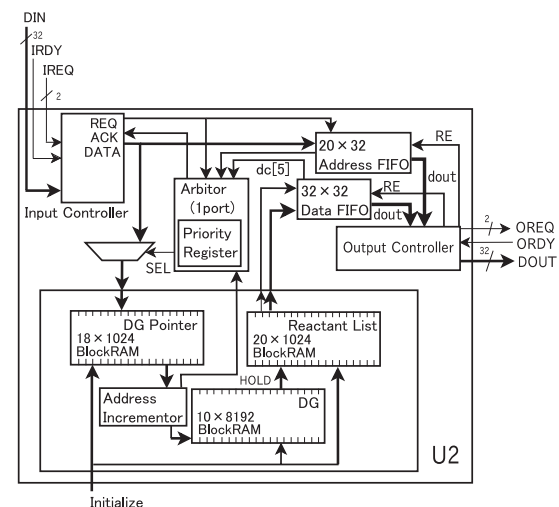 DIN
32
IRDY
IREQ
2
REQ
ACK
DATA
Input Controller
20×32
Address FIFO
RE
dout
dc[5]
32×32
Data FIFO
RE
dout
Arbitor
(1port)
Priority
Register
SEL
Output Controller
2
OREQ
ORDY
32
DOUT
DG Pointer
18×1024
BlockRAM
Reactant List
20×1024
BlockRAM
HOLD
Address
Incrementor
DG
10×8192
BlockRAM
U2
Initialize